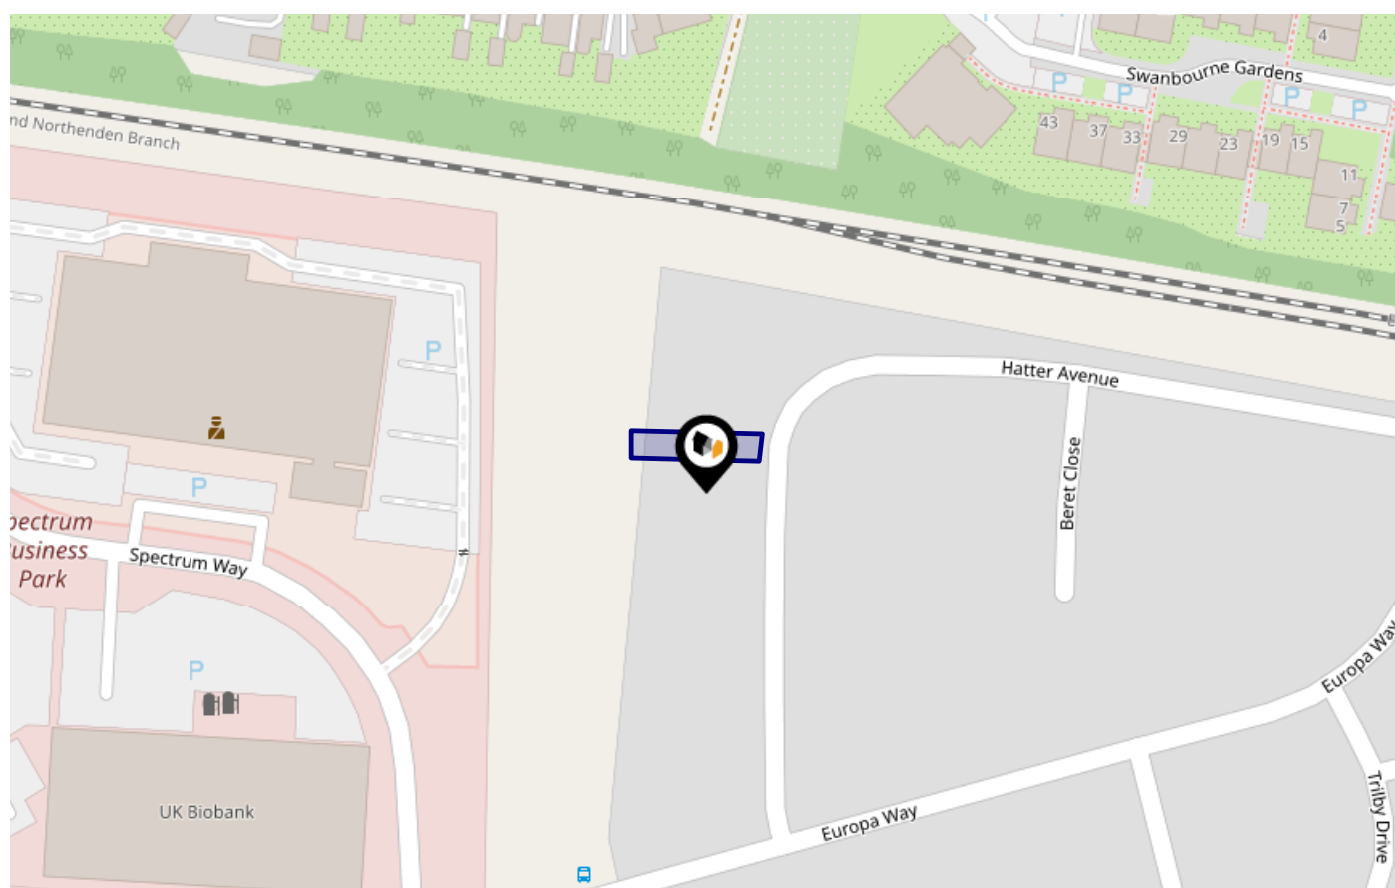 4
Swanbourne Gardens
P
P
P
P
nd Northenden Branch
43
37
33
29
23
19
15
11
7
5
P
Hatter Avenue
Beret Close
P
pectrum
usiness
Park
Spectrum Way
P
Europa Way
Europa Way
Trilby Drive
UK Biobank